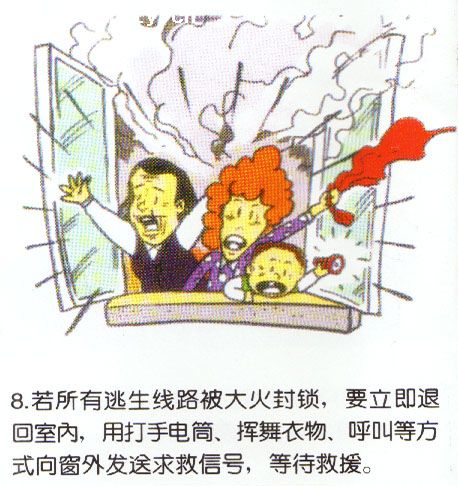 8.若所有逃生线路被大火封锁，要立即退
回室内，用打手电筒、挥舞衣物、呼叫等方
式向窗外发送求救信号，等待救援。